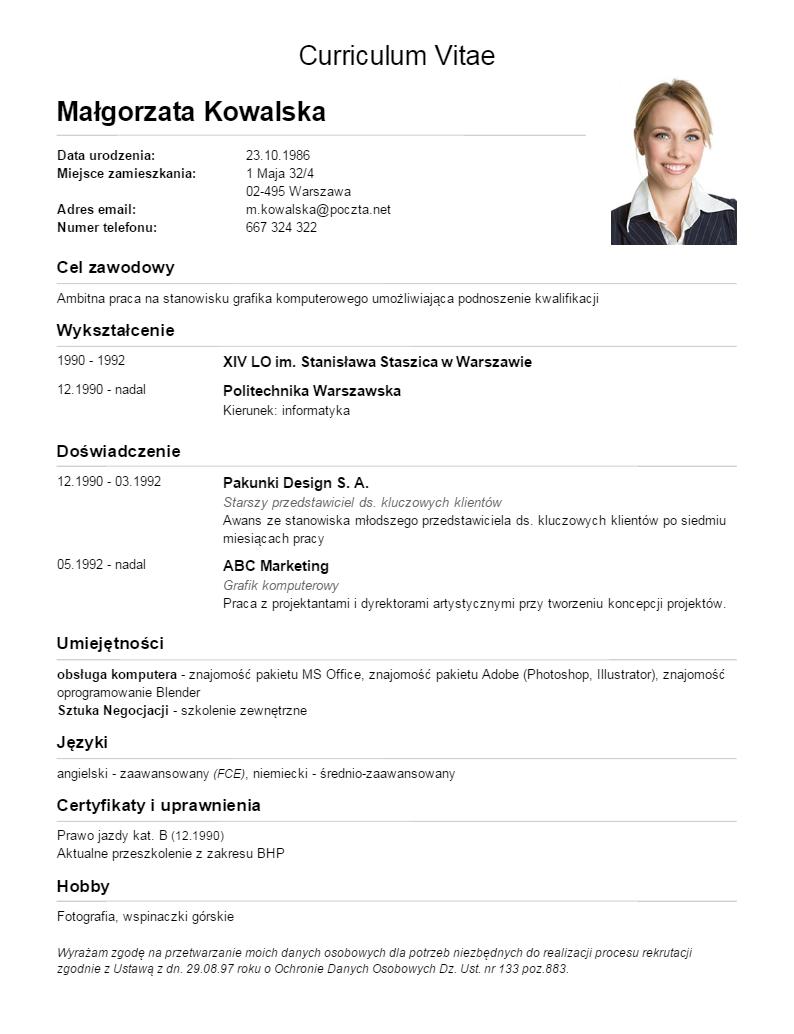 Curriculum Vitae
Małgorzata Kowalska
Data urodzenia: 23.10.1986
Miejsce zamieszkania: 1 Maja 32/4
02-495 Warszawa
Adres email: m.kowalska@poczta.net
Numer telefonu: 667 324 322
Cel zawodowy
Ambitna praca na stanowisku grafika komputerowego umożliwiająca podnoszenie kwalifikacji
Wykształcenie
1990 - 1992 XIV LO im. Stanisława Staszica w Warszawie
12.1990 - nadal Politechnika Warszawska
Kierunek: informatyka
Doświadczenie
12.1990 - 03.1992 Pakunki Design S. A.
Starszy przedstawiciel ds. kluczowych klientów
Awans ze stanowiska młodszego przedstawiciela ds. kluczowych klientów po siedmiu
miesiącach pracy
05.1992 - nadal ABC Marketing
Grafik komputerowy
Praca z projektantami i dyrektorami artystycznymi przy tworzeniu koncepcji projektów.
Umiejętności
obsługa komputera - znajomość pakietu MS Office, znajomość pakietu Adobe (Photoshop, Illustrator), znajomość
oprogramowanie Blender
Sztuka Negocjacji - szkolenie zewnętrzne
Języki
angielski - zaawansowany (FCE), niemiecki - średnio-zaawansowany
Certyfikaty i uprawnienia
Prawo jazdy kat. B (12.1990)
Aktualne przeszkolenie z zakresu BHP
Hobby
Fotografia, wspinaczki górskie
Wyrażam zgodę na przetwarzanie moich danych osobowych dla potrzeb niezbędnych do realizacji procesu rekrutacji
zgodnie z Ustawą z dn. 29.08.97 roku o Ochronie Danych Osobowych Dz. Ust. nr 133 poz.883.